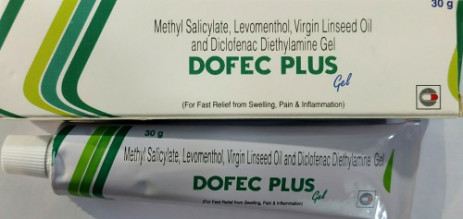 30 g
Methyl Salicylate, Levomenthol, Virgin Linseed Oil
and Diclofenac Diethylamine Gel
DOFEC PLUS
Gel
(For Fast Relief from Swelling, Pain & Inflammation)
30 g
Methyl Salicylate, Levomenthol, Virgin Linseed Oil and Diclofenac Diethylamine Gel
DOFEC PLUS
Gel
(For Fast Relief from Swelling, Pain & Inflammation)